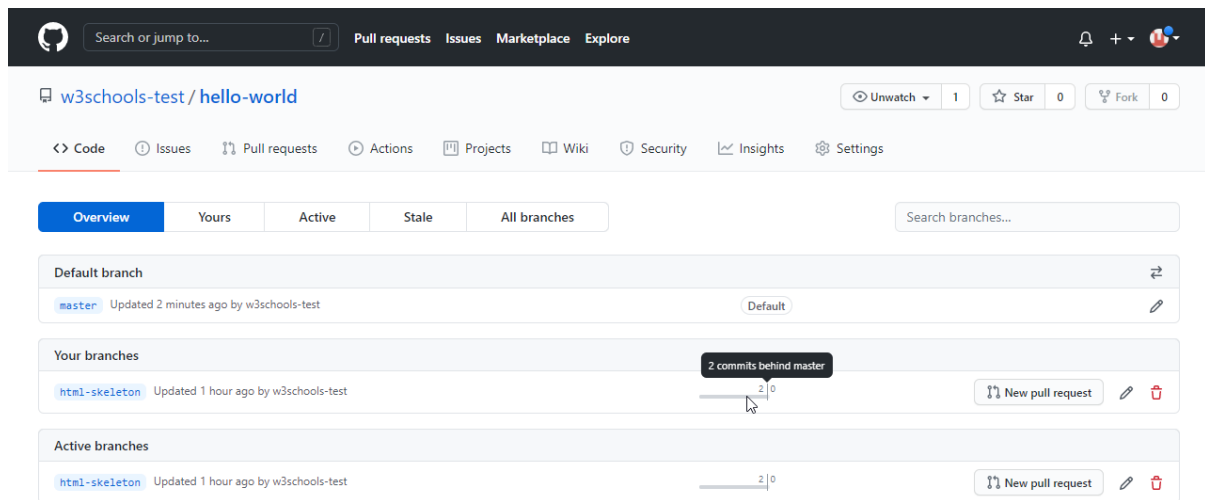 Search or jump to... / Pull requests Issues Marketplace Explore
w3schools-test / hello-world Unwatch 1 Star 0 Fork 0
<> Code Issues Pull requests Actions Projects Wiki Security Insights Settings
Overview Yours Active Stale All branches Search branches...
Default branch
master Updated 2 minutes ago by w3schools-test Default
Your branches
2 commits behind master
html-skeleton Updated 1 hour ago by w3schools-test 2 0 New pull request
Active branches
html-skeleton Updated 1 hour ago by w3schools-test 2 0 New pull request